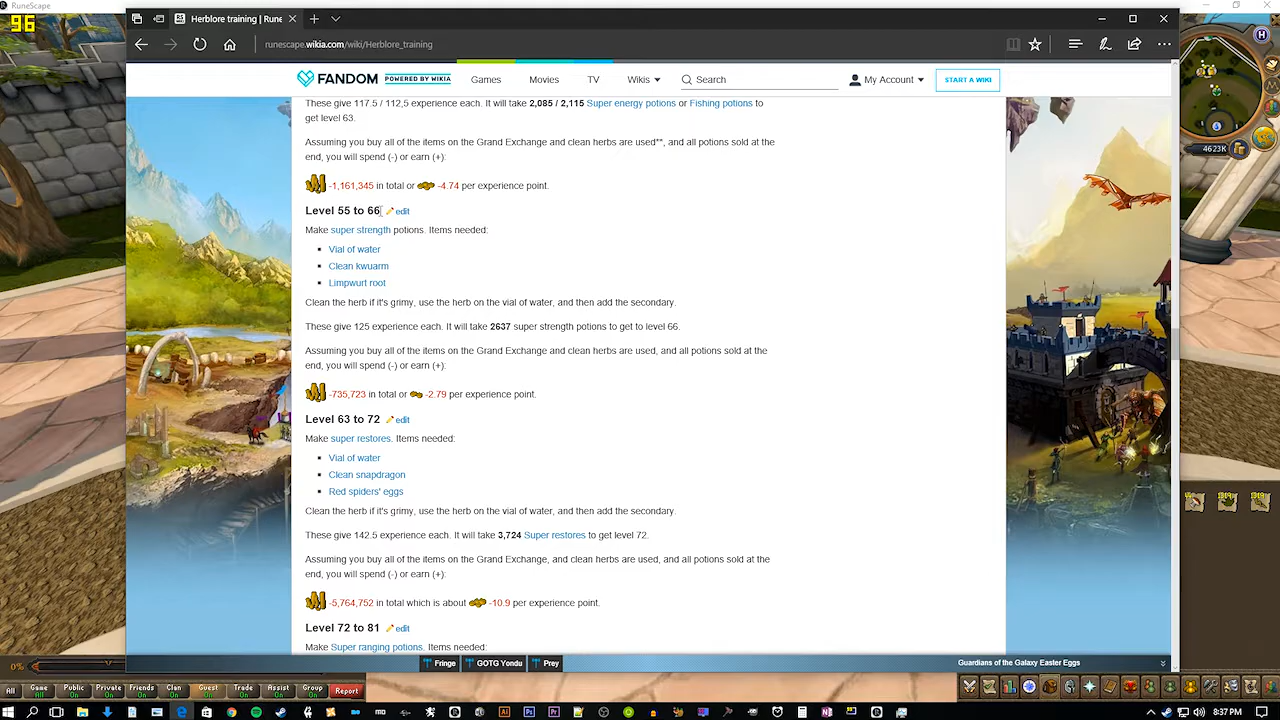 RuneScape
96
Herblore training | Rune
runescape.wikia.com/wiki/Herblore_training
FANDOM POWERED BY WIKIA Games Movies TV Wikis Search My Account START A WIKI
These give 117.5 / 112,5 experience each. It will take 2,085 / 2,115 Super energy potions or Fishing potions to
get level 63.
Assuming you buy all of the items on the Grand Exchange and clean herbs are used**, and all potions sold at the
end, you will spend (-) or earn (+):
-1,161,345 in total or -4.74 per experience point.
4623K
Level 55 to 66 edit
Make super strength potions. Items needed:
Vial of water
Clean kwuarm
Limpwurt root
Clean the herb if it's grimy, use the herb on the vial of water, and then add the secondary.
These give 125 experience each. It will take 2637 super strength potions to get to level 66.
Assuming you buy all of the items on the Grand Exchange and clean herbs are used, and all potions sold at the
end, you will spend (-) or earn (+):
-735,723 in total or -2.79 per experience point.
Level 63 to 72 edit
Make super restores. Items needed:
Vial of water
Clean snapdragon
Red spiders' eggs
Clean the herb if it's grimy, use the herb on the vial of water, and then add the secondary.
These give 142.5 experience each. It will take 3,724 Super restores to get level 72.
Assuming you buy all of the items on the Grand Exchange, and clean herbs are used, and all potions sold at the
end, you will spend (-) or earn (+):
-5,764,752 in total which is about -10.9 per experience point.
Level 72 to 81 edit
Make Super ranging potions. Items needed:
Fringe GOTG Yondu Prey Guardians of the Galaxy Easter Eggs
0%
All Game All Public On Private On Friends On Clan On Guest On Trade On Assist On Group On Report
8:37 PM